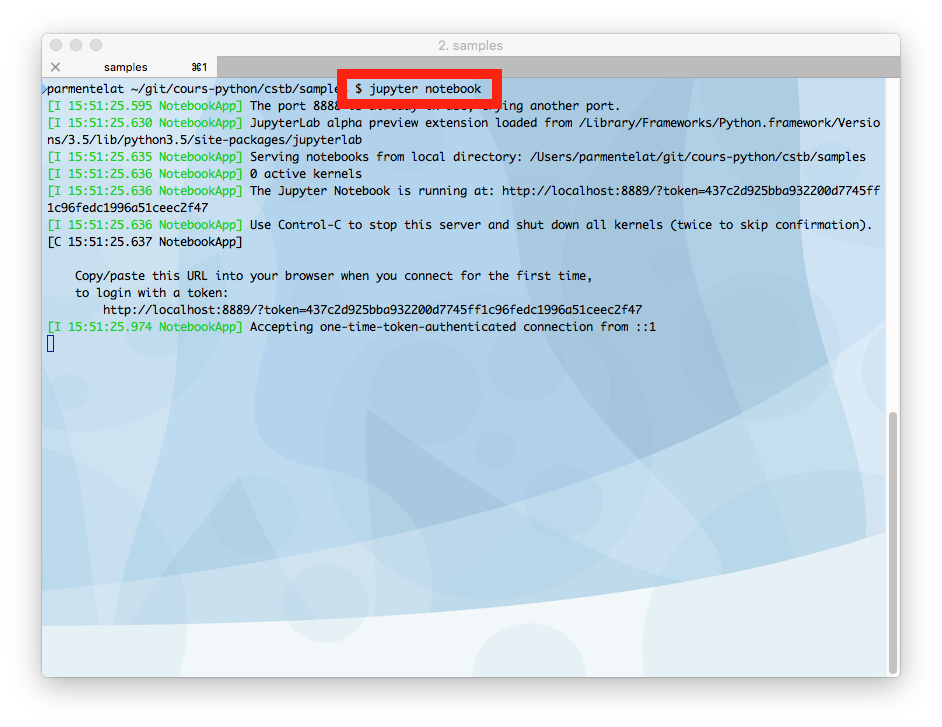 2. samples
samples ⌘1
parmentelat ~/git/cours-python/cstb/sample $ jupyter notebook
[I 15:51:25.595 NotebookApp] The port 888 trying another port.
[I 15:51:25.630 NotebookApp] JupyterLab alpha preview extension loaded from /Library/Frameworks/Python.framework/Versio
ns/3.5/lib/python3.5/site-packages/jupyterlab
[I 15:51:25.635 NotebookApp] Serving notebooks from local directory: /Users/parmentelat/git/cours-python/cstb/samples
[I 15:51:25.636 NotebookApp] 0 active kernels
[I 15:51:25.636 NotebookApp] The Jupyter Notebook is running at: http://localhost:8889/?token=437c2d925bba932200d7745ff
1c96fedc1996a51ceec2f47
[I 15:51:25.636 NotebookApp] Use Control-C to stop this server and shut down all kernels (twice to skip confirmation).
[C 15:51:25.637 NotebookApp]
Copy/paste this URL into your browser when you connect for the first time,
to login with a token:
http://localhost:8889/?token=437c2d925bba932200d7745ff1c96fedc1996a51ceec2f47
[I 15:51:25.974 NotebookApp] Accepting one-time-token-authenticated connection from ::1